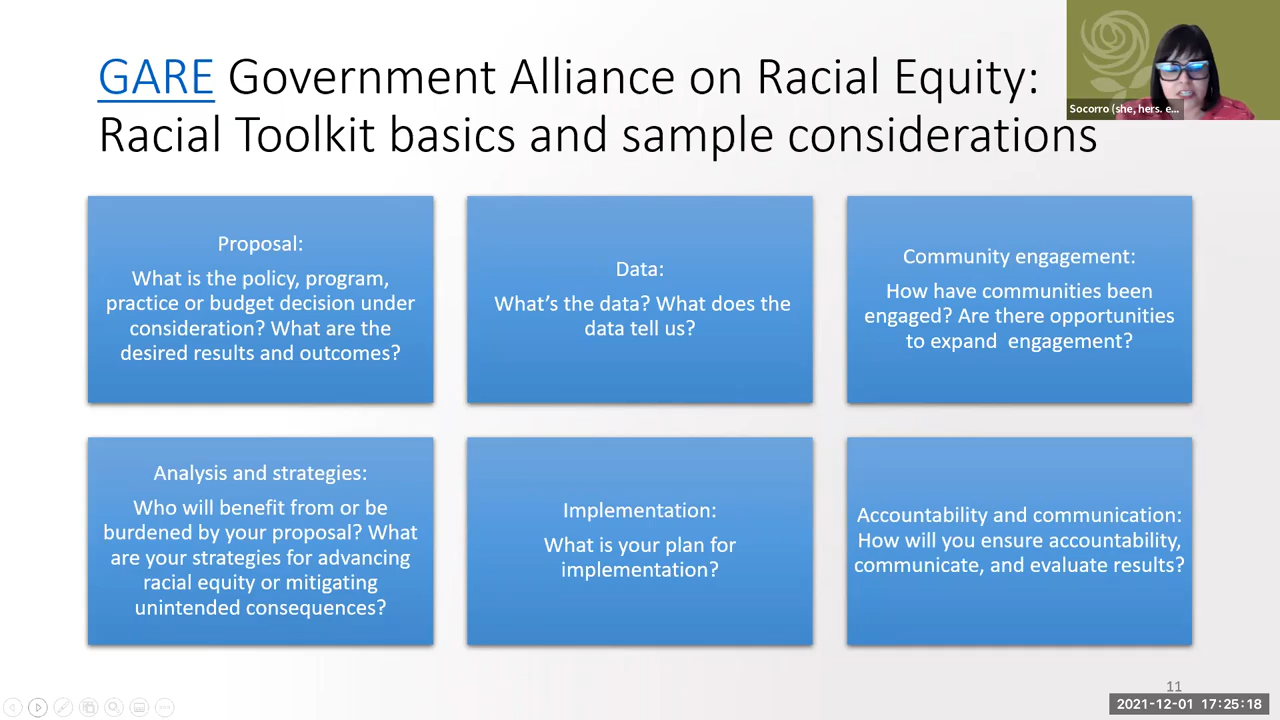 GARE Government Alliance on Racial Equity:
Racial Toolkit basics and sample considerations
Socorro (she, hers. e...
Proposal:
What is the policy, program,
practice or budget decision under
consideration? What are the
desired results and outcomes?
Data:
What's the data? What does the
data tell us?
Community engagement:
How have communities been
engaged? Are there opportunities
to expand engagement?
Analysis and strategies:
Who will benefit from or be
burdened by your proposal? What
are your strategies for advancing
racial equity or mitigating
unintended consequences?
Implementation:
What is your plan for
implementation?
Accountability and communication:
How will you ensure accountability,
communicate, and evaluate results?
11
2021-12-01 17:25:18